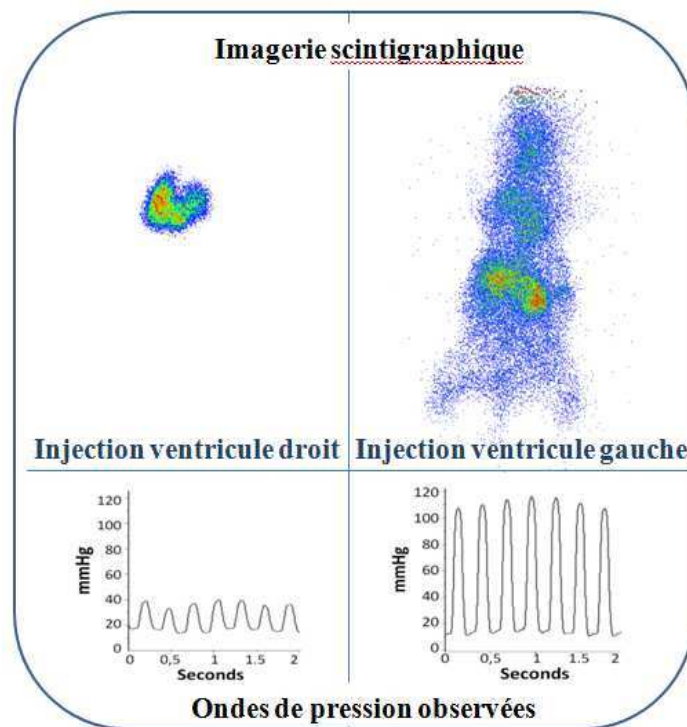 Imagerie scintigraphique
Injection ventricule droit
Injection ventricule gauche
120
100
80
60
40
20
0
mmHg
0 0,5 1 1.5 2
Seconds
120
100
80
60
40
20
0
mmHg
0 0,5 1 1.5 2
Seconds
Ondes de pression observées